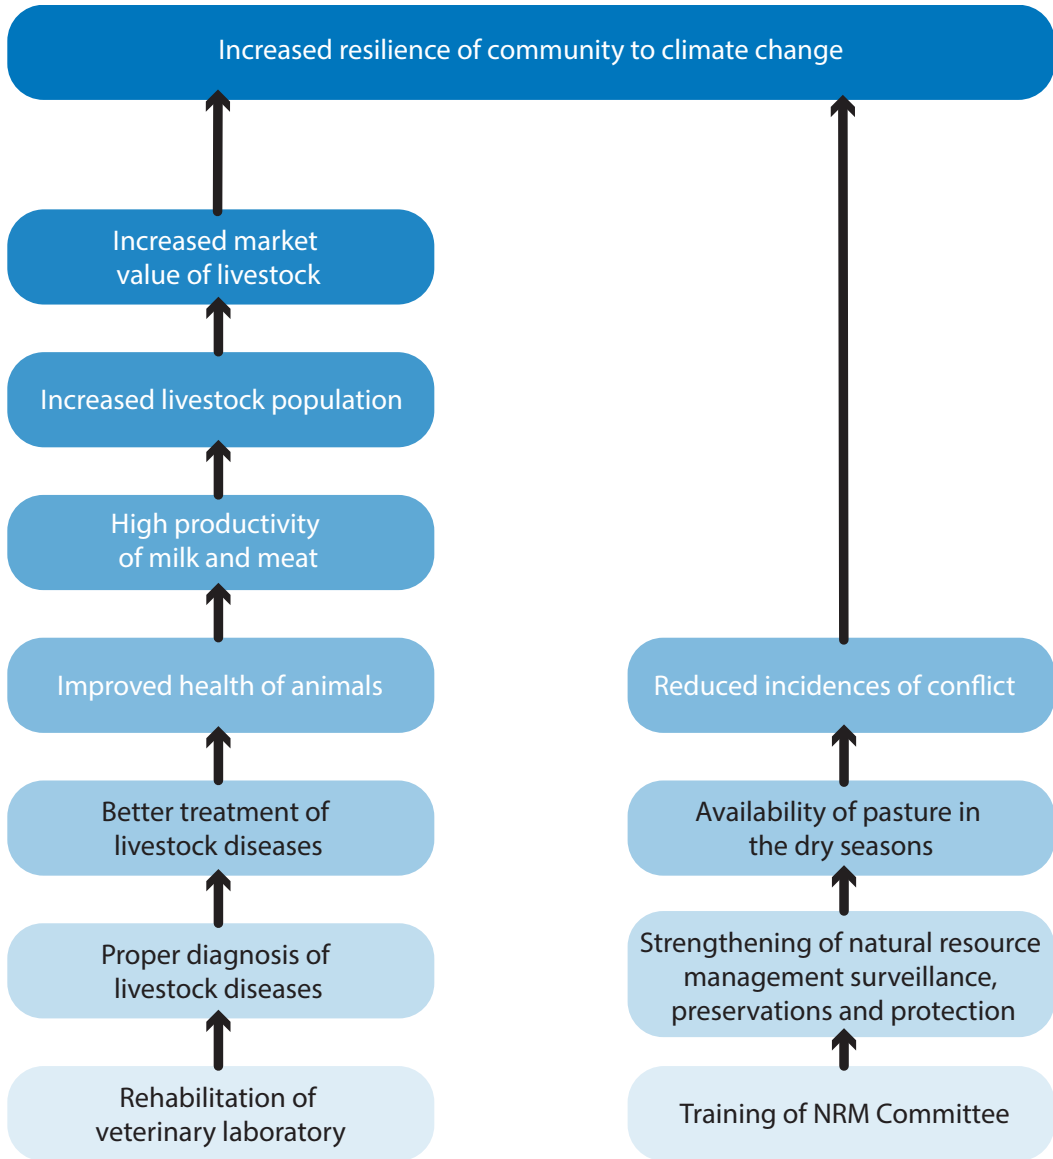 Increased resilience of community to climate change
Increased market
value of livestock
Increased livestock population
High productivity
of milk and meat
Improved health of animals
Better treatment of
livestock diseases
Proper diagnosis of
livestock diseases
Rehabilitation of
veterinary laboratory
Reduced incidences of conflict
Availability of pasture in
the dry seasons
Strengthening of natural resource
management surveillance,
preservations and protection
Training of NRM Committee